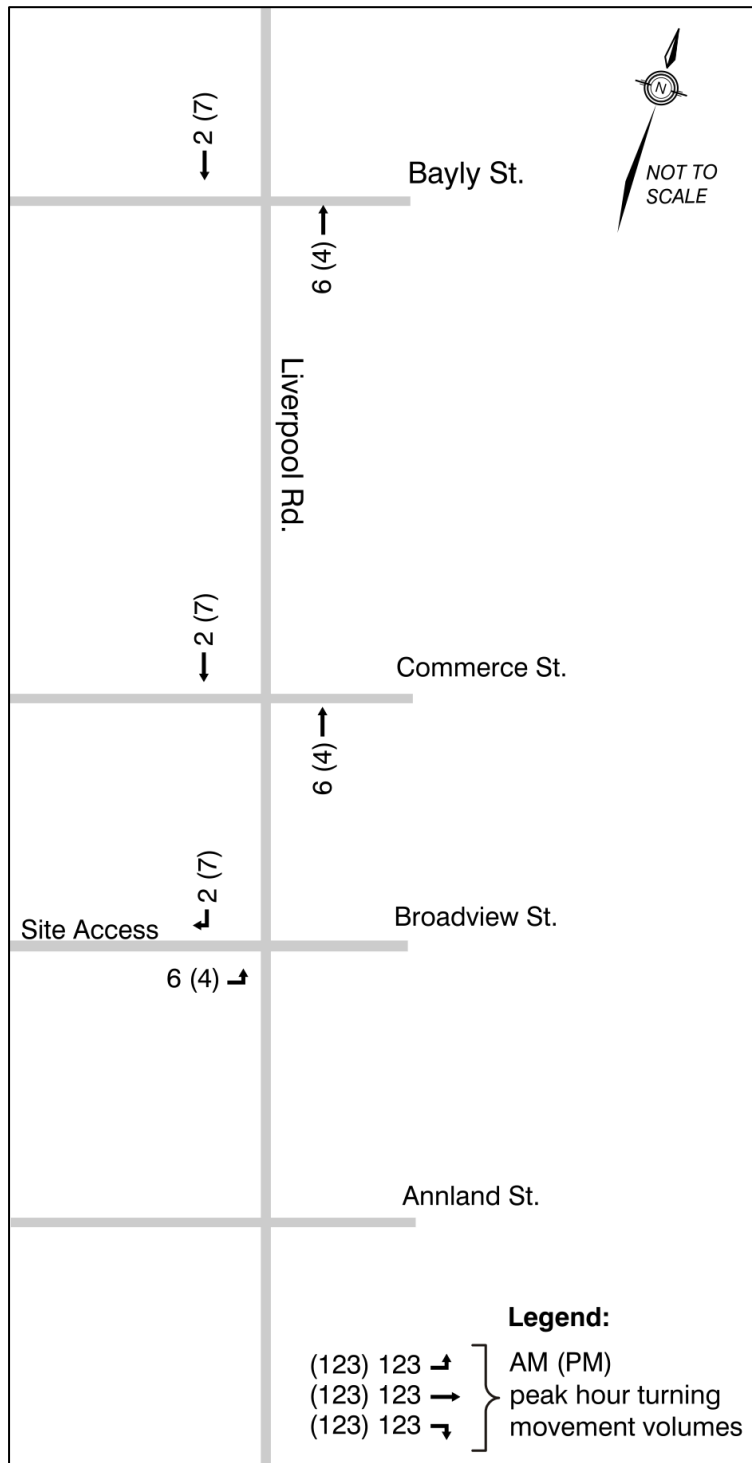 2 (7)
N
NOT TO
SCALE
Bayly St.
6 (4)
Liverpool Rd.
2 (7)
Commerce St.
6 (4)
2 (7)
Site Access
Broadview St.
6 (4)
Annland St.
Legend:
(123) 123
(123) 123
(123) 123
AM (PM)
peak hour turning
movement volumes